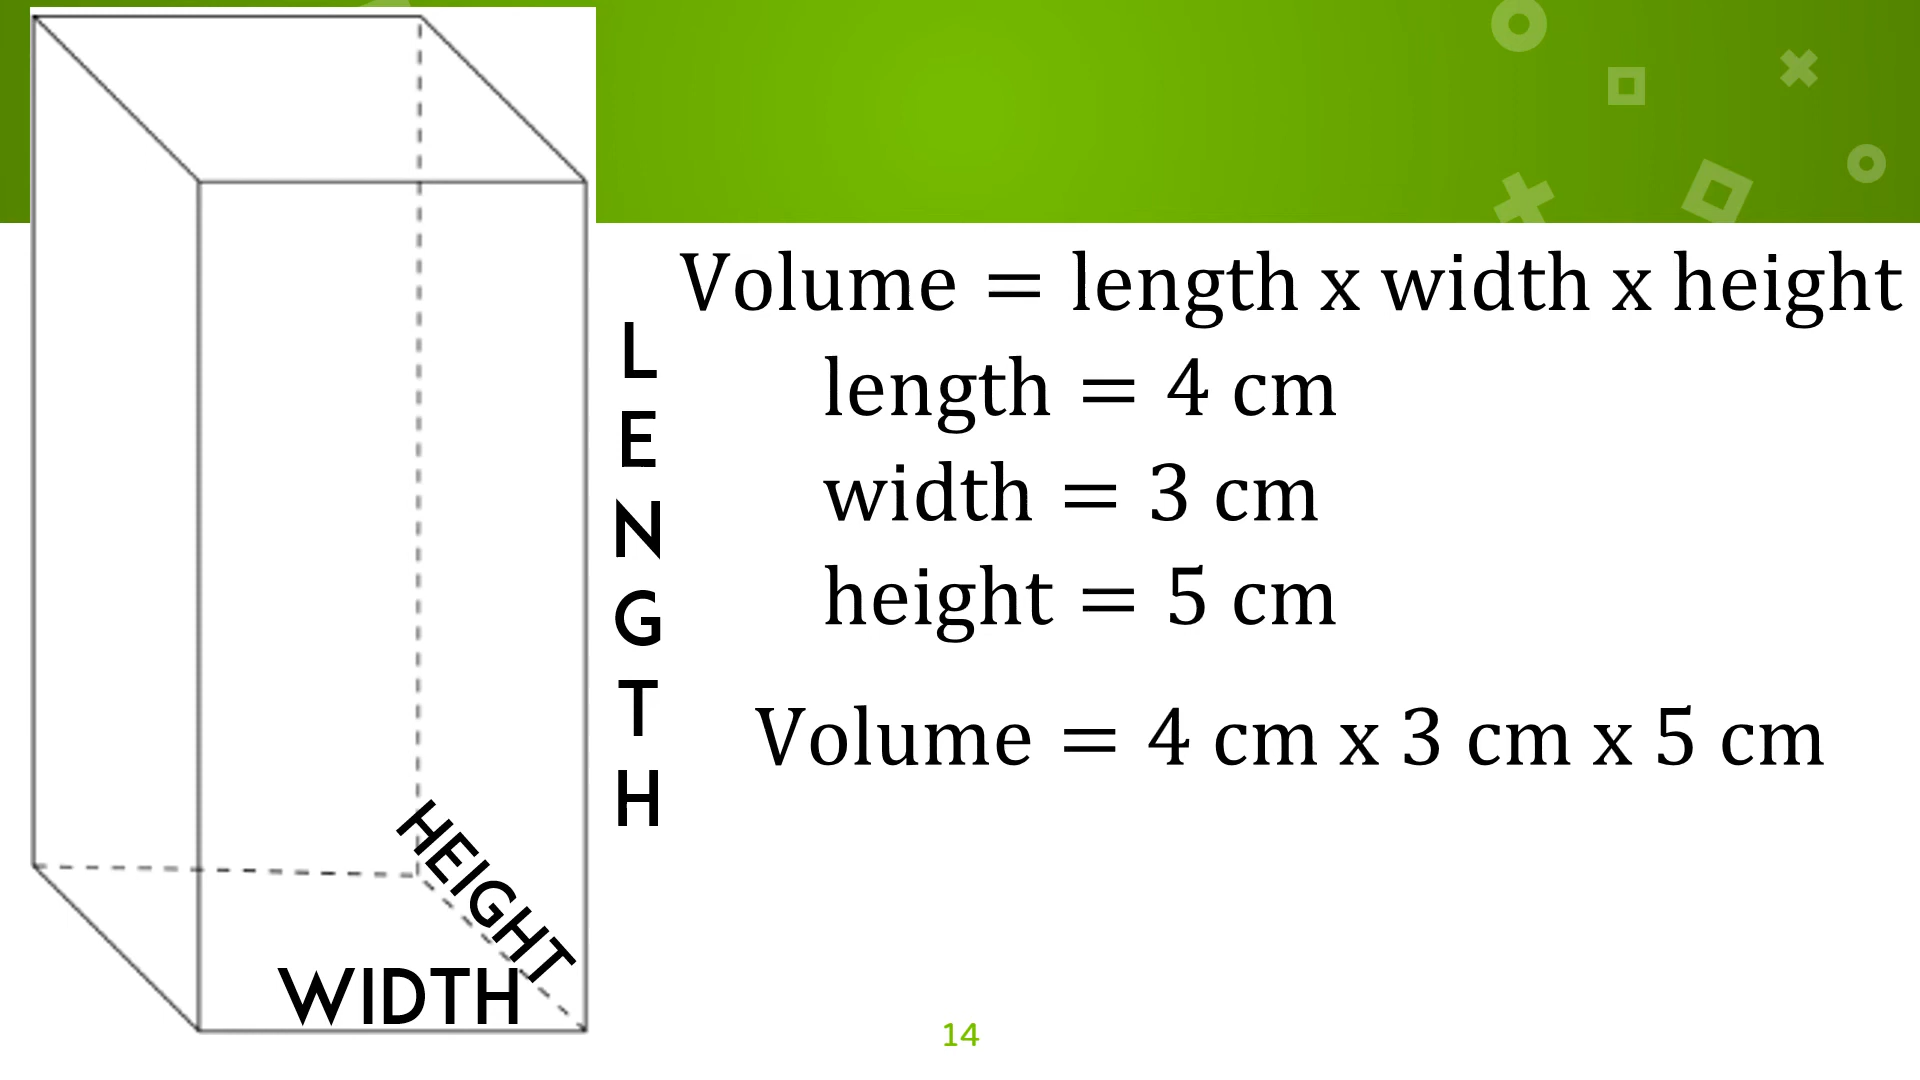 Volume = length x width x height
length = 4 cm
width = 3 cm
height = 5 cm
Volume = 4 cm x 3 cm x 5 cm
LENGTH
HEIGHT
WIDTH
14